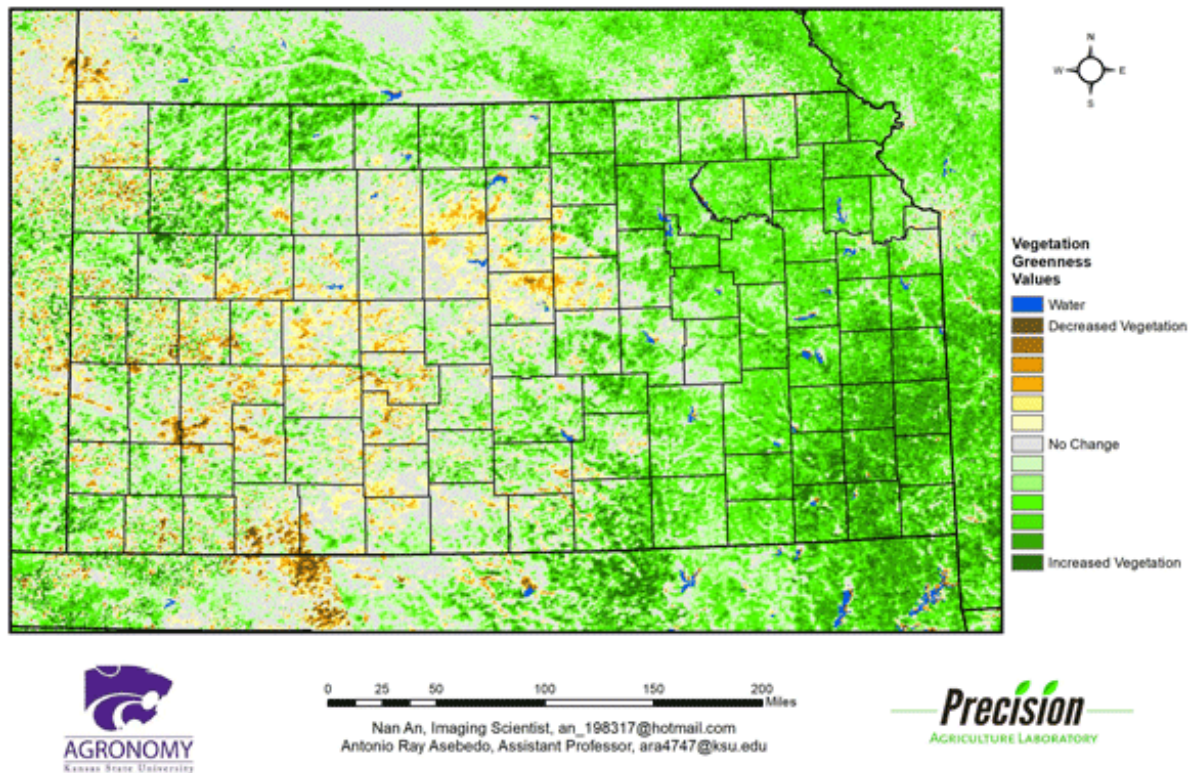 N
W E
S
Vegetation
Greenness
Values
Water
Decreased Vegetation
No Change
Increased Vegetation
0 25 50 100 150 200
Miles
Nan An, Imaging Scientist, an_198317@hotmail.com
Antonio Ray Asebedo, Assistant Professor, ara4747@ksu.edu
AGRONOMY
Kansas State University
Precision
AGRICULTURE LABORATORY